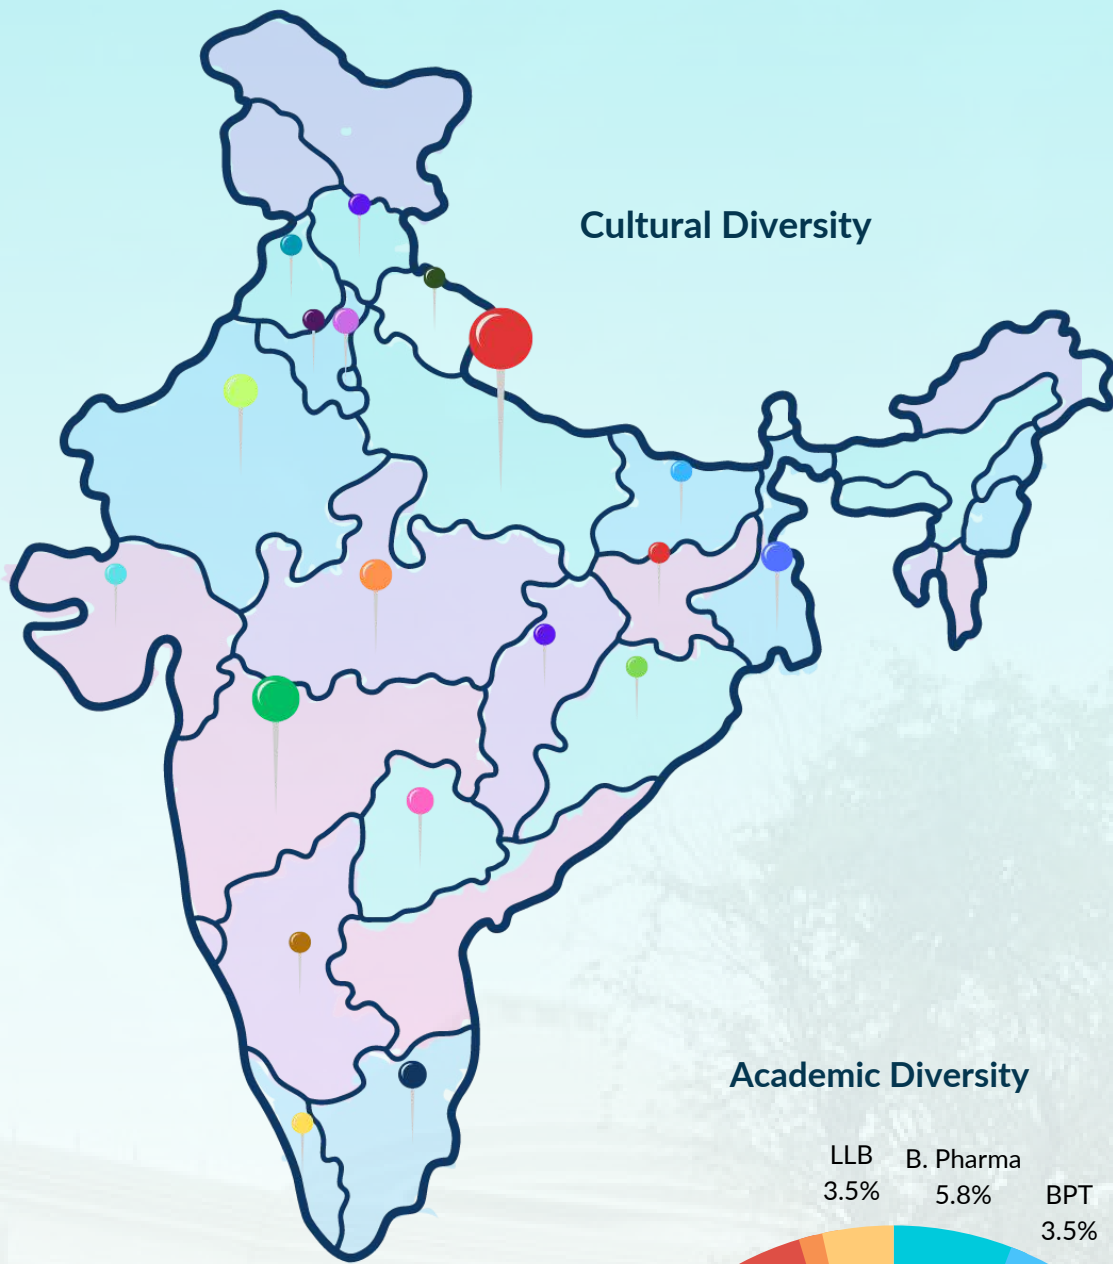 Cultural Diversity
Academic Diversity
LLB
3.5%
B. Pharma
5.8%
BPT
3.5%